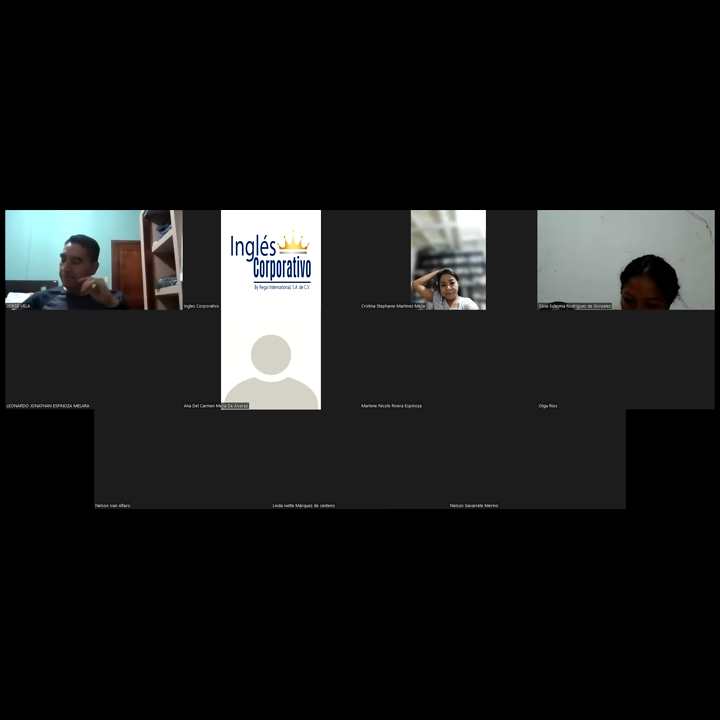 Inglés
Corporativo
By Regal International, S.A. de C.V.
JORGE VELA
Ingles Corporativo
Cristina Stephanie Martinez Mejia
Silvia Suleyma Rodriguez de Gonzalez
LEONARDO JONATHAN ESPINOZA MELARA
Ana Del Carmen Mejia De Alvarez
Marlene Nicole Rivera Espinoza
Olga Rios
Nelson Ivan Alfaro
Linda Ivette Márquez de centeno
Nelson Gavarrete Merino